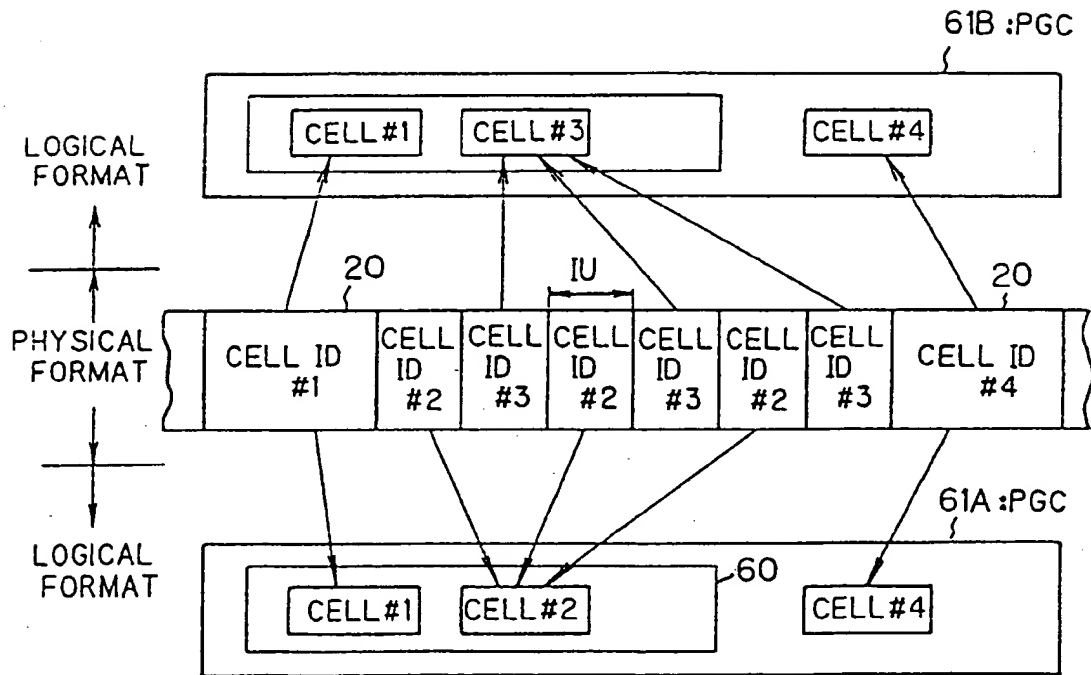 61B :PGC
CELL#1
CELL#3
CELL#4
LOGICAL
FORMAT
20
IU
20
PHYSICAL
FORMAT
CELL ID
#1
CELL
ID
#2
CELL
ID
#3
CELL
ID
#2
CELL
ID
#3
CELL
ID
#2
CELL
ID
#3
CELL ID
#4
61A :PGC
LOGICAL
FORMAT
60
CELL#1
CELL#2
CELL#4